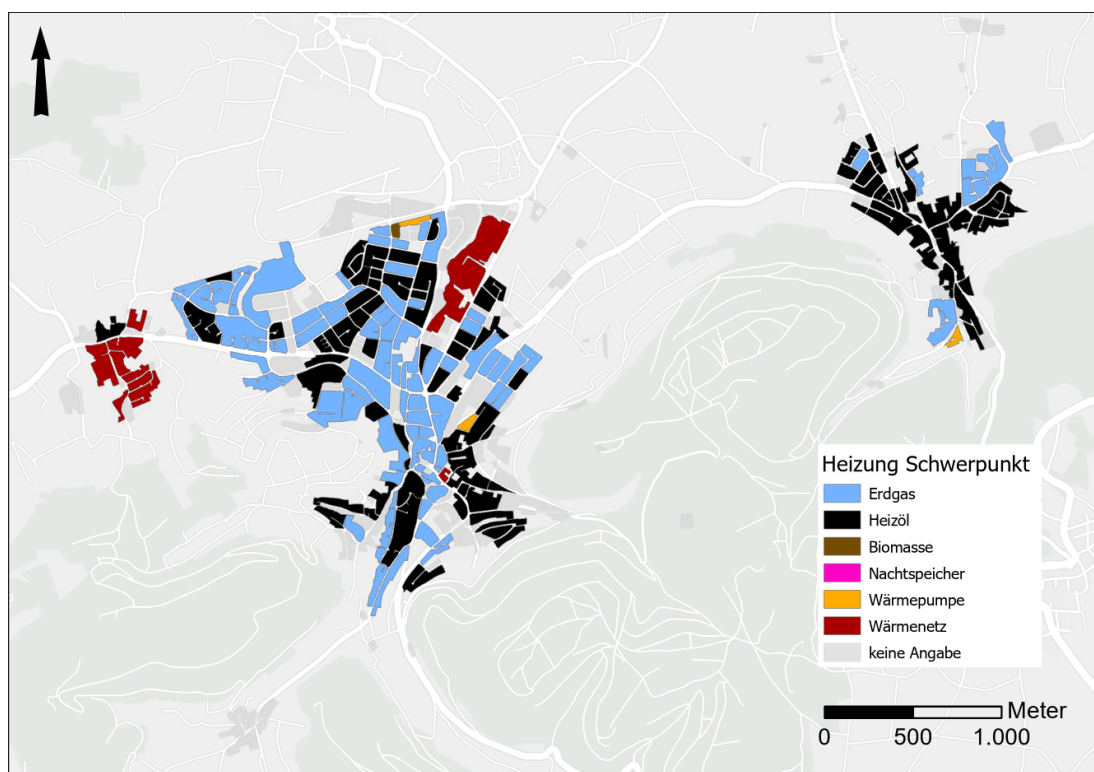 Heizung Schwerpunkt
Erdgas
Heizöl
Biomasse
Nachtspeicher
Wärmepumpe
Wärmenetz
keine Angabe
Meter
0 500 1.000